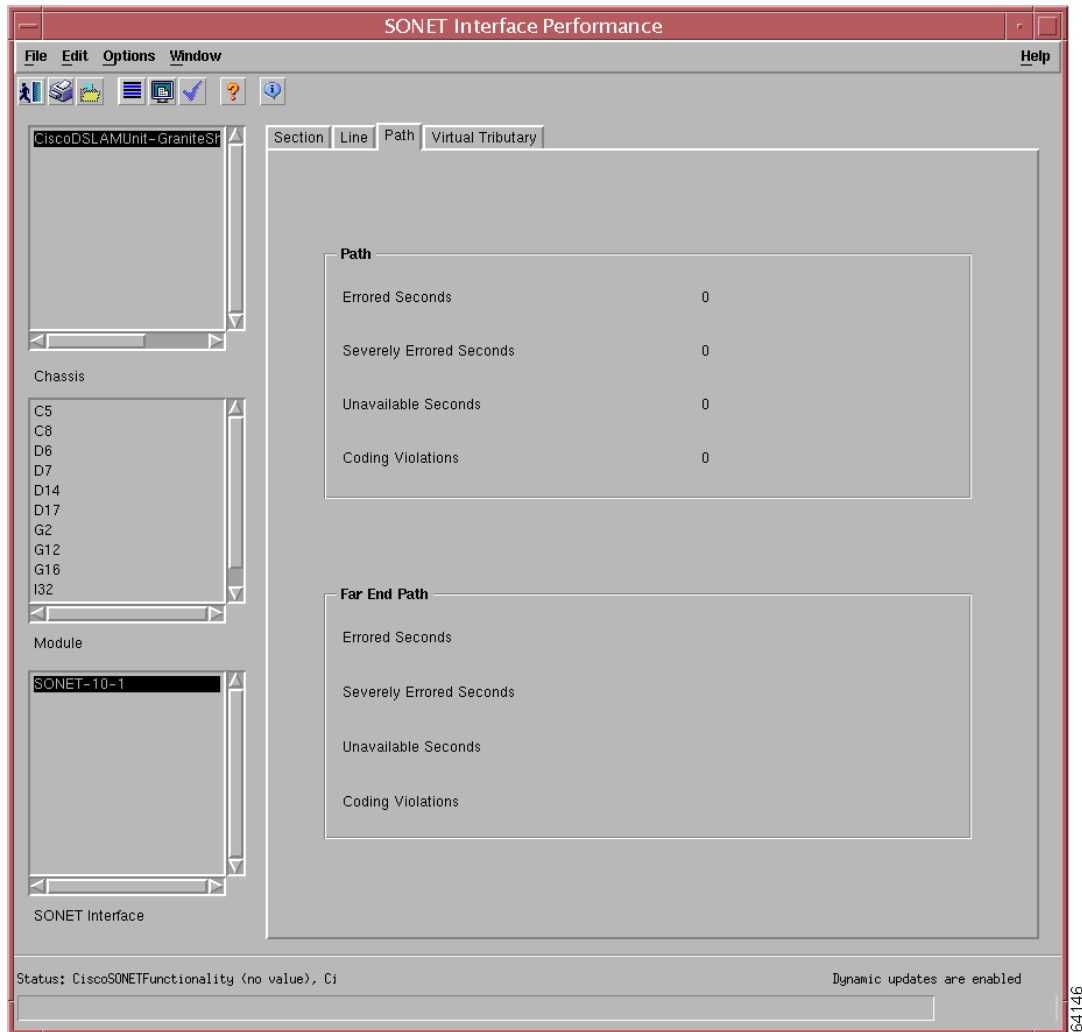 SONET Interface Performance
File Edit Options Window Help
CiscoDSLAMUnit-GraniteSh
Chassis
C5
C8
D6
D7
D14
D17
G2
G12
G16
I32
Module
SONET-10-1
SONET Interface
Section Line Path Virtual Tributary
Path
Errored Seconds 0
Severely Errored Seconds 0
Unavailable Seconds 0
Coding Violations 0
Far End Path
Errored Seconds
Severely Errored Seconds
Unavailable Seconds
Coding Violations
Status: CiscoSONETFunctionality (no value), Ci
Dynamic updates are enabled
64146